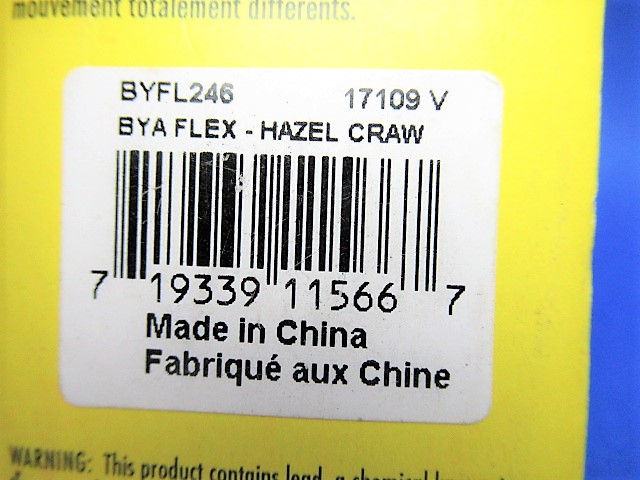 mouvement totalement différents.
BYFL246 17109 V
BYA FLEX - HAZEL CRAW
7 19339 11566 7
Made in China
Fabriqué aux Chine
WARNING: This product contains lead, a chemical